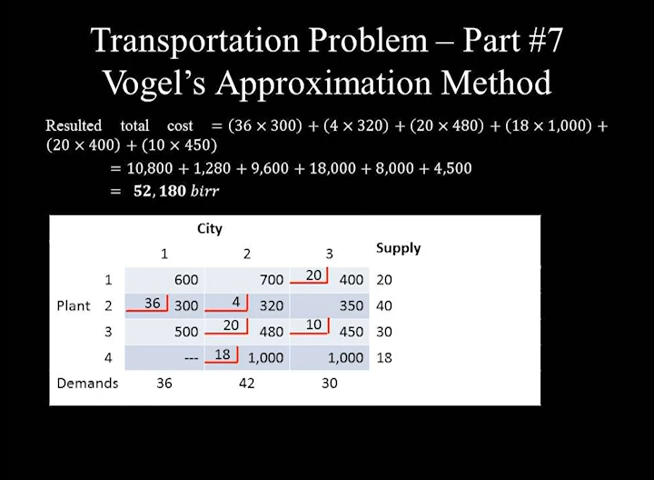 Transportation Problem – Part #7
Vogel's Approximation Method
Resulted total cost = (36 × 300) + (4 × 320) + (20 × 480) + (18 × 1,000) +
(20 × 400) + (10 × 450)
= 10,800 + 1,280 + 9,600 + 18,000 + 8,000 + 4,500
= 52,180 birr
City
1 2 3 Supply
1 600 700 20 400 20
Plant 2 36 300 4 320 350 40
3 500 20 480 10 450 30
4 --- 18 1,000 1,000 18
Demands 36 42 30